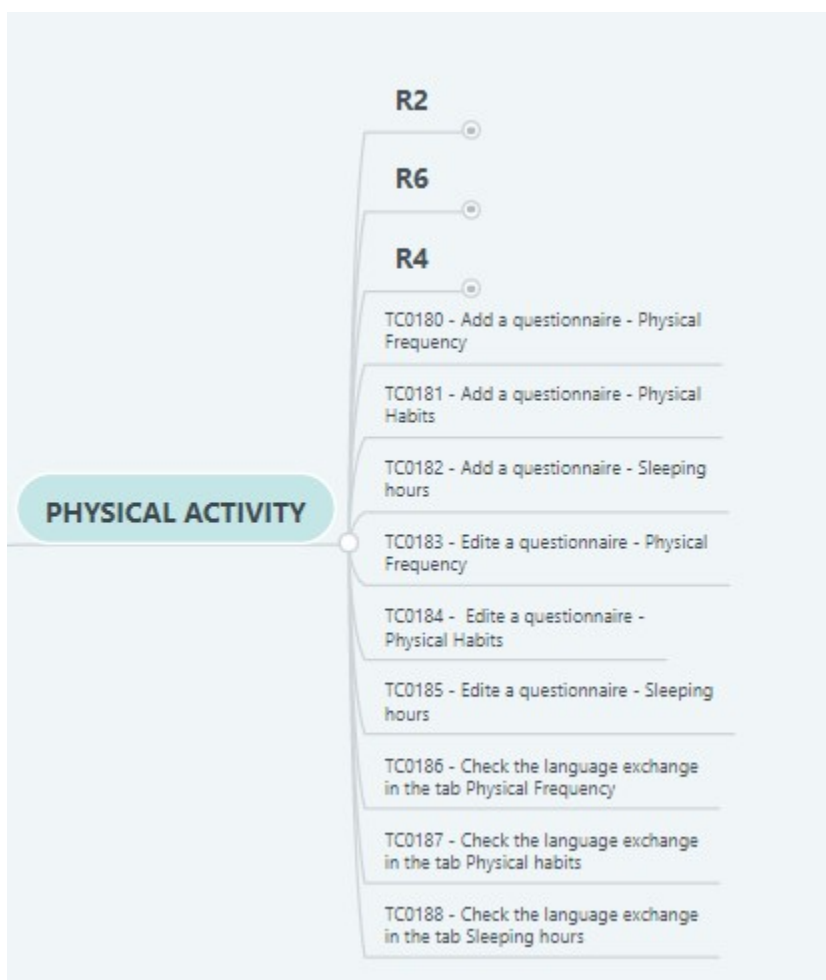 R2
R6
R4
TC0180 - Add a questionnaire - Physical
Frequency
TC0181 - Add a questionnaire - Physical
Habits
TC0182 - Add a questionnaire - Sleeping
hours
PHYSICAL ACTIVITY
TC0183 - Edite a questionnaire - Physical
Frequency
TC0184 -  Edite a questionnaire -
Physical Habits
TC0185 - Edite a questionnaire - Sleeping
hours
TC0186 - Check the language exchange
in the tab Physical Frequency
TC0187 - Check the language exchange
in the tab Physical habits
TC0188 - Check the language exchange
in the tab Sleeping hours